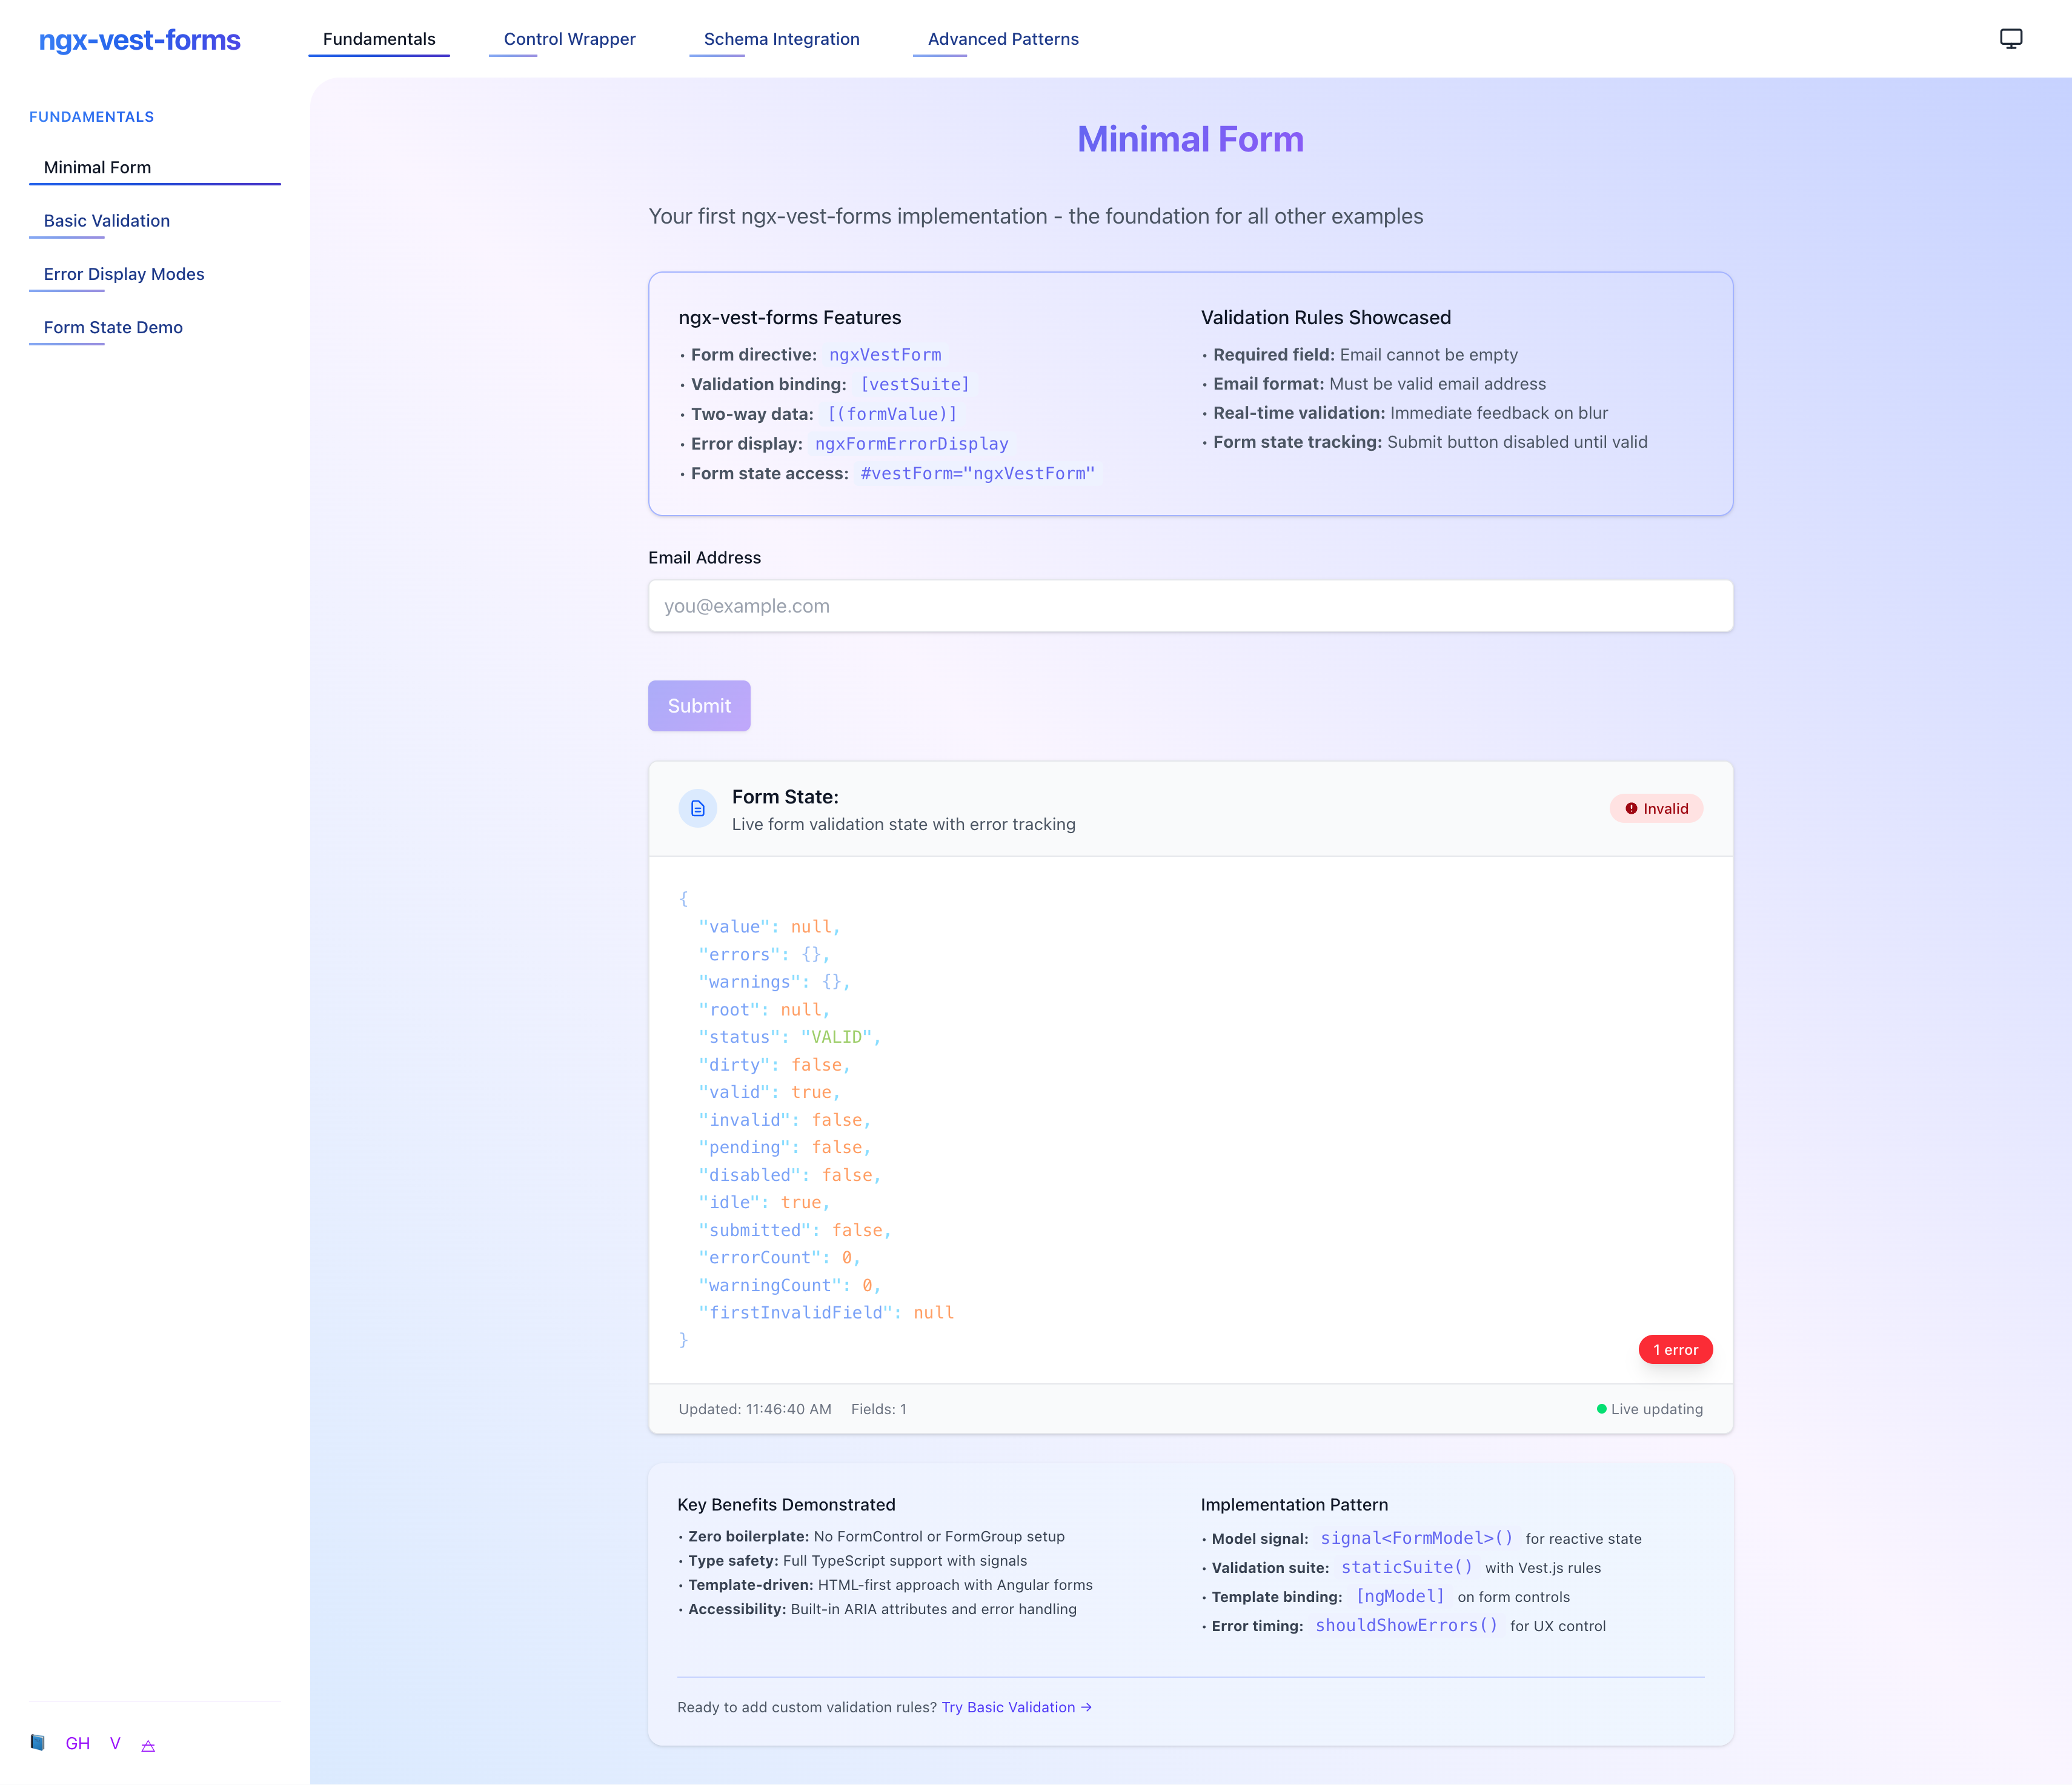 ngx-vest-forms
Fundamentals
Control Wrapper
Schema Integration
Advanced Patterns
FUNDAMENTALS
Minimal Form
Basic Validation
Error Display Modes
Form State Demo
Minimal Form
Your first ngx-vest-forms implementation - the foundation for all other examples
ngx-vest-forms Features
• Form directive: ngxVestForm
• Validation binding: [vestSuite]
• Two-way data: [(formValue)]
• Error display: ngxFormErrorDisplay
• Form state access: #vestForm="ngxVestForm"
Validation Rules Showcased
• Required field: Email cannot be empty
• Email format: Must be valid email address
• Real-time validation: Immediate feedback on blur
• Form state tracking: Submit button disabled until valid
Email Address
you@example.com
Submit
Form State:
Live form validation state with error tracking
Invalid
{
"value": null,
"errors": {},
"warnings": {},
"root": null,
"status": "VALID",
"dirty": false,
"valid": true,
"invalid": false,
"pending": false,
"disabled": false,
"idle": true,
"submitted": false,
"errorCount": 0,
"warningCount": 0,
"firstInvalidField": null
}
1 error
Updated: 11:46:40 AM
Fields: 1
Live updating
Key Benefits Demonstrated
• Zero boilerplate: No FormControl or FormGroup setup
• Type safety: Full TypeScript support with signals
• Template-driven: HTML-first approach with Angular forms
• Accessibility: Built-in ARIA attributes and error handling
Implementation Pattern
• Model signal: signal<FormModel>() for reactive state
• Validation suite: staticSuite() with Vest.js rules
• Template binding: [ngModel] on form controls
• Error timing: shouldShowErrors() for UX control
Ready to add custom validation rules? Try Basic Validation →
GH
V